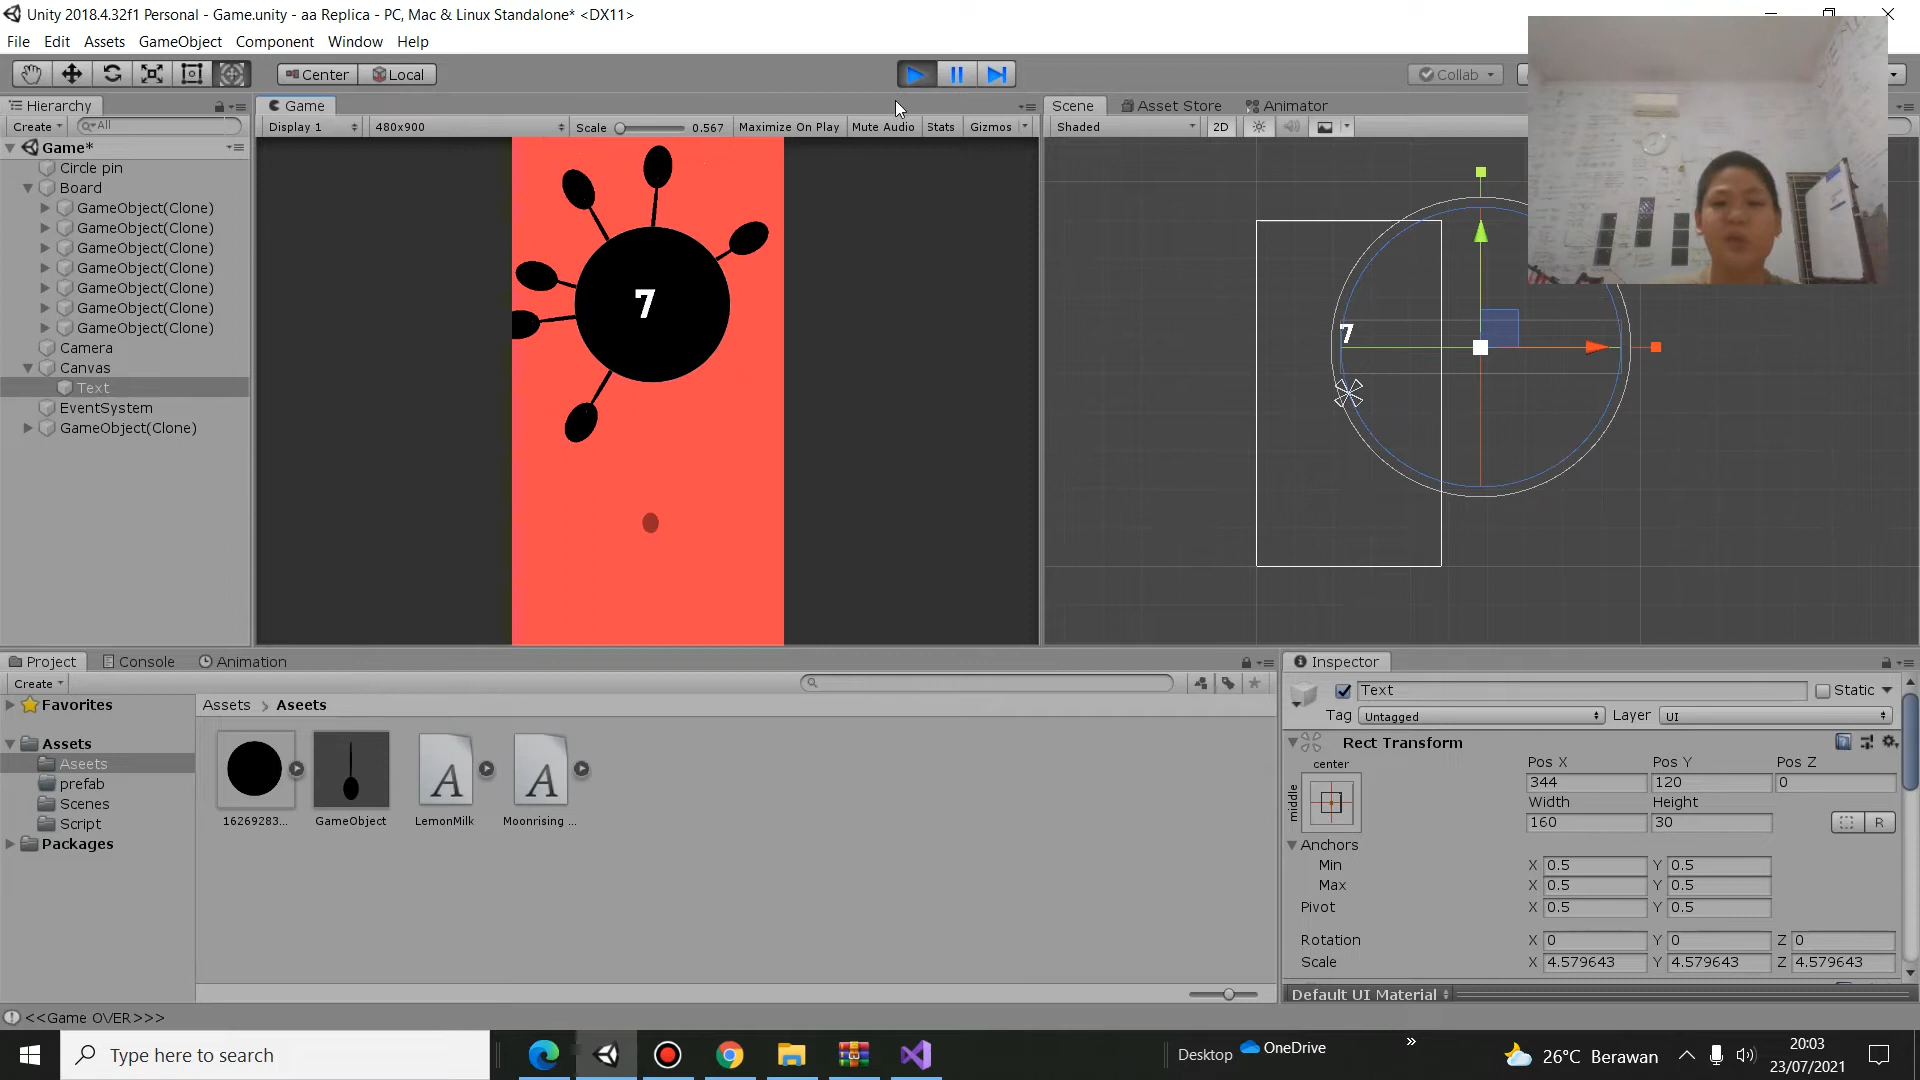 Unity 2018.4.32f1 Personal - Game.unity - aa Replica - PC, Mac & Linux Standalone* <DX11>
File Edit Assets GameObject Component Window Help
Center Local Collab
Hierarchy
Create All
Game*
Circle pin
Board
GameObject(Clone)
GameObject(Clone)
GameObject(Clone)
GameObject(Clone)
GameObject(Clone)
GameObject(Clone)
GameObject(Clone)
Camera
Canvas
Text
EventSystem
GameObject(Clone)
Game
Display 1 480x900 Scale 0.567 Maximize On Play Mute Audio Stats Gizmos
7
Scene Asset Store Animator
Shaded 2D
7
Project Console Animation
Create
Favorites
Assets
Aseets
prefab
Scenes
Script
Packages
Assets > Aseets
16269283... GameObject LemonMilk Moonrising ...
A A
Inspector
Text Static
Tag Untagged Layer UI
Rect Transform
center
middle
Pos X Pos Y Pos Z
344 120 0
Width Height
160 30 R
Anchors
Min X 0.5 Y 0.5
Max X 0.5 Y 0.5
Pivot X 0.5 Y 0.5
Rotation X 0 Y 0 Z 0
Scale X 4.579643 Y 4.579643 Z 4.579643
Default UI Material
<<Game OVER>>>
Type here to search
Desktop OneDrive
26°C Berawan
20:03
23/07/2021